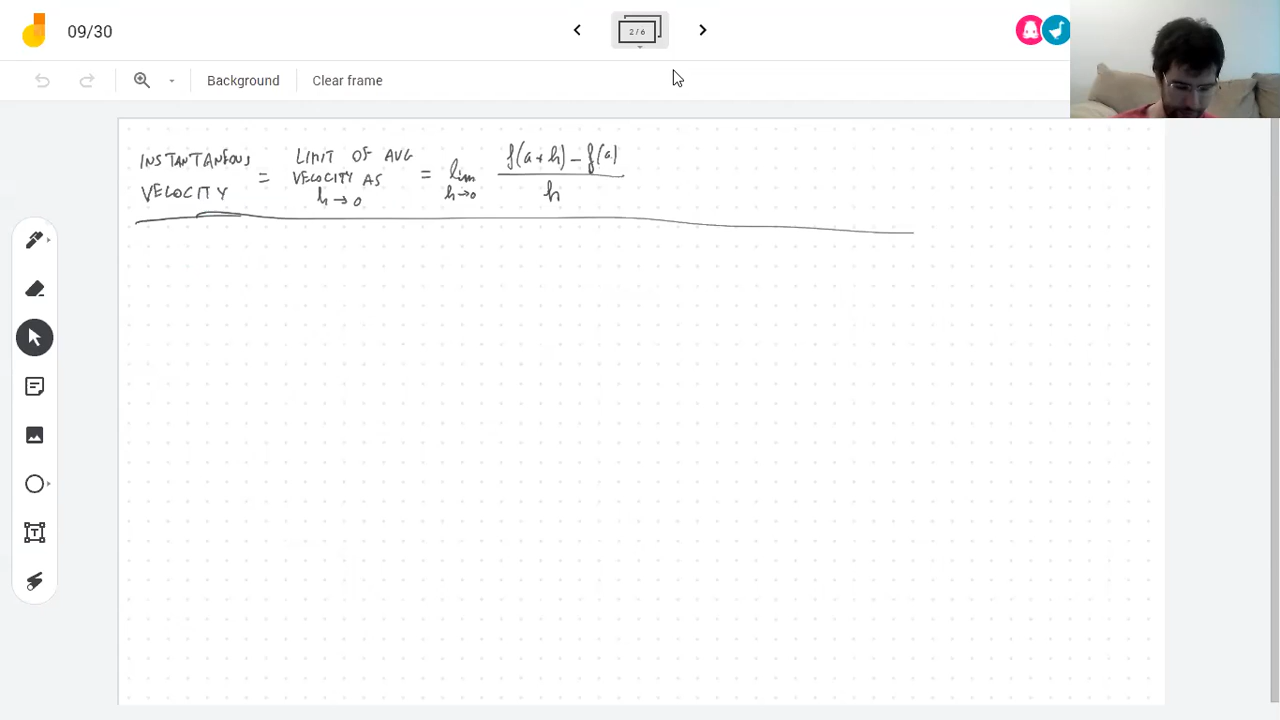 09/30
2 / 6
Background
Clear frame
INSTANTANEOUS VELOCITY = LIMIT OF AVG VELOCITY AS h → 0 = lim h→0 f(a+h) - f(a) / h